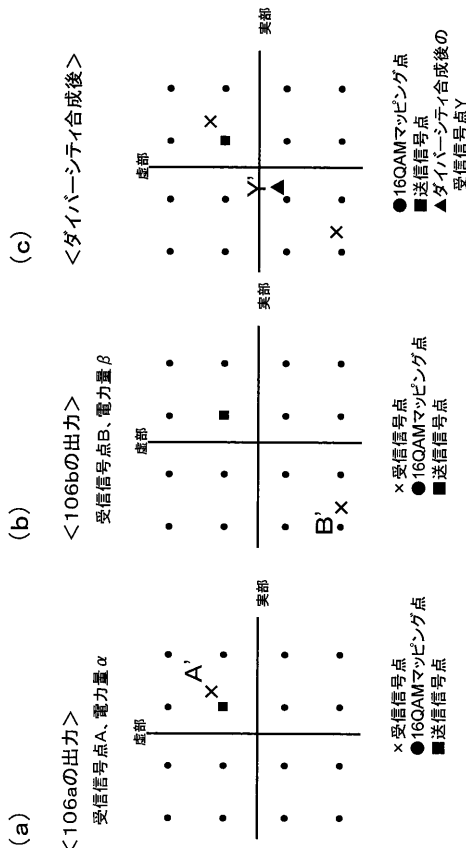 (a)
<106aの出力>
受信信号点A、電力量α
虚部
実部
A'
×受信信号点
●16QAMマッピング点
■送信信号点
(b)
<106bの出力>
受信信号点B、電力量β
虚部
実部
B'
×受信信号点
●16QAMマッピング点
■送信信号点
(c)
<ダイバーシティ合成後>
虚部
実部
Y'
●16QAMマッピング点
■送信信号点
▲ダイバーシティ合成後の
受信信号点Y